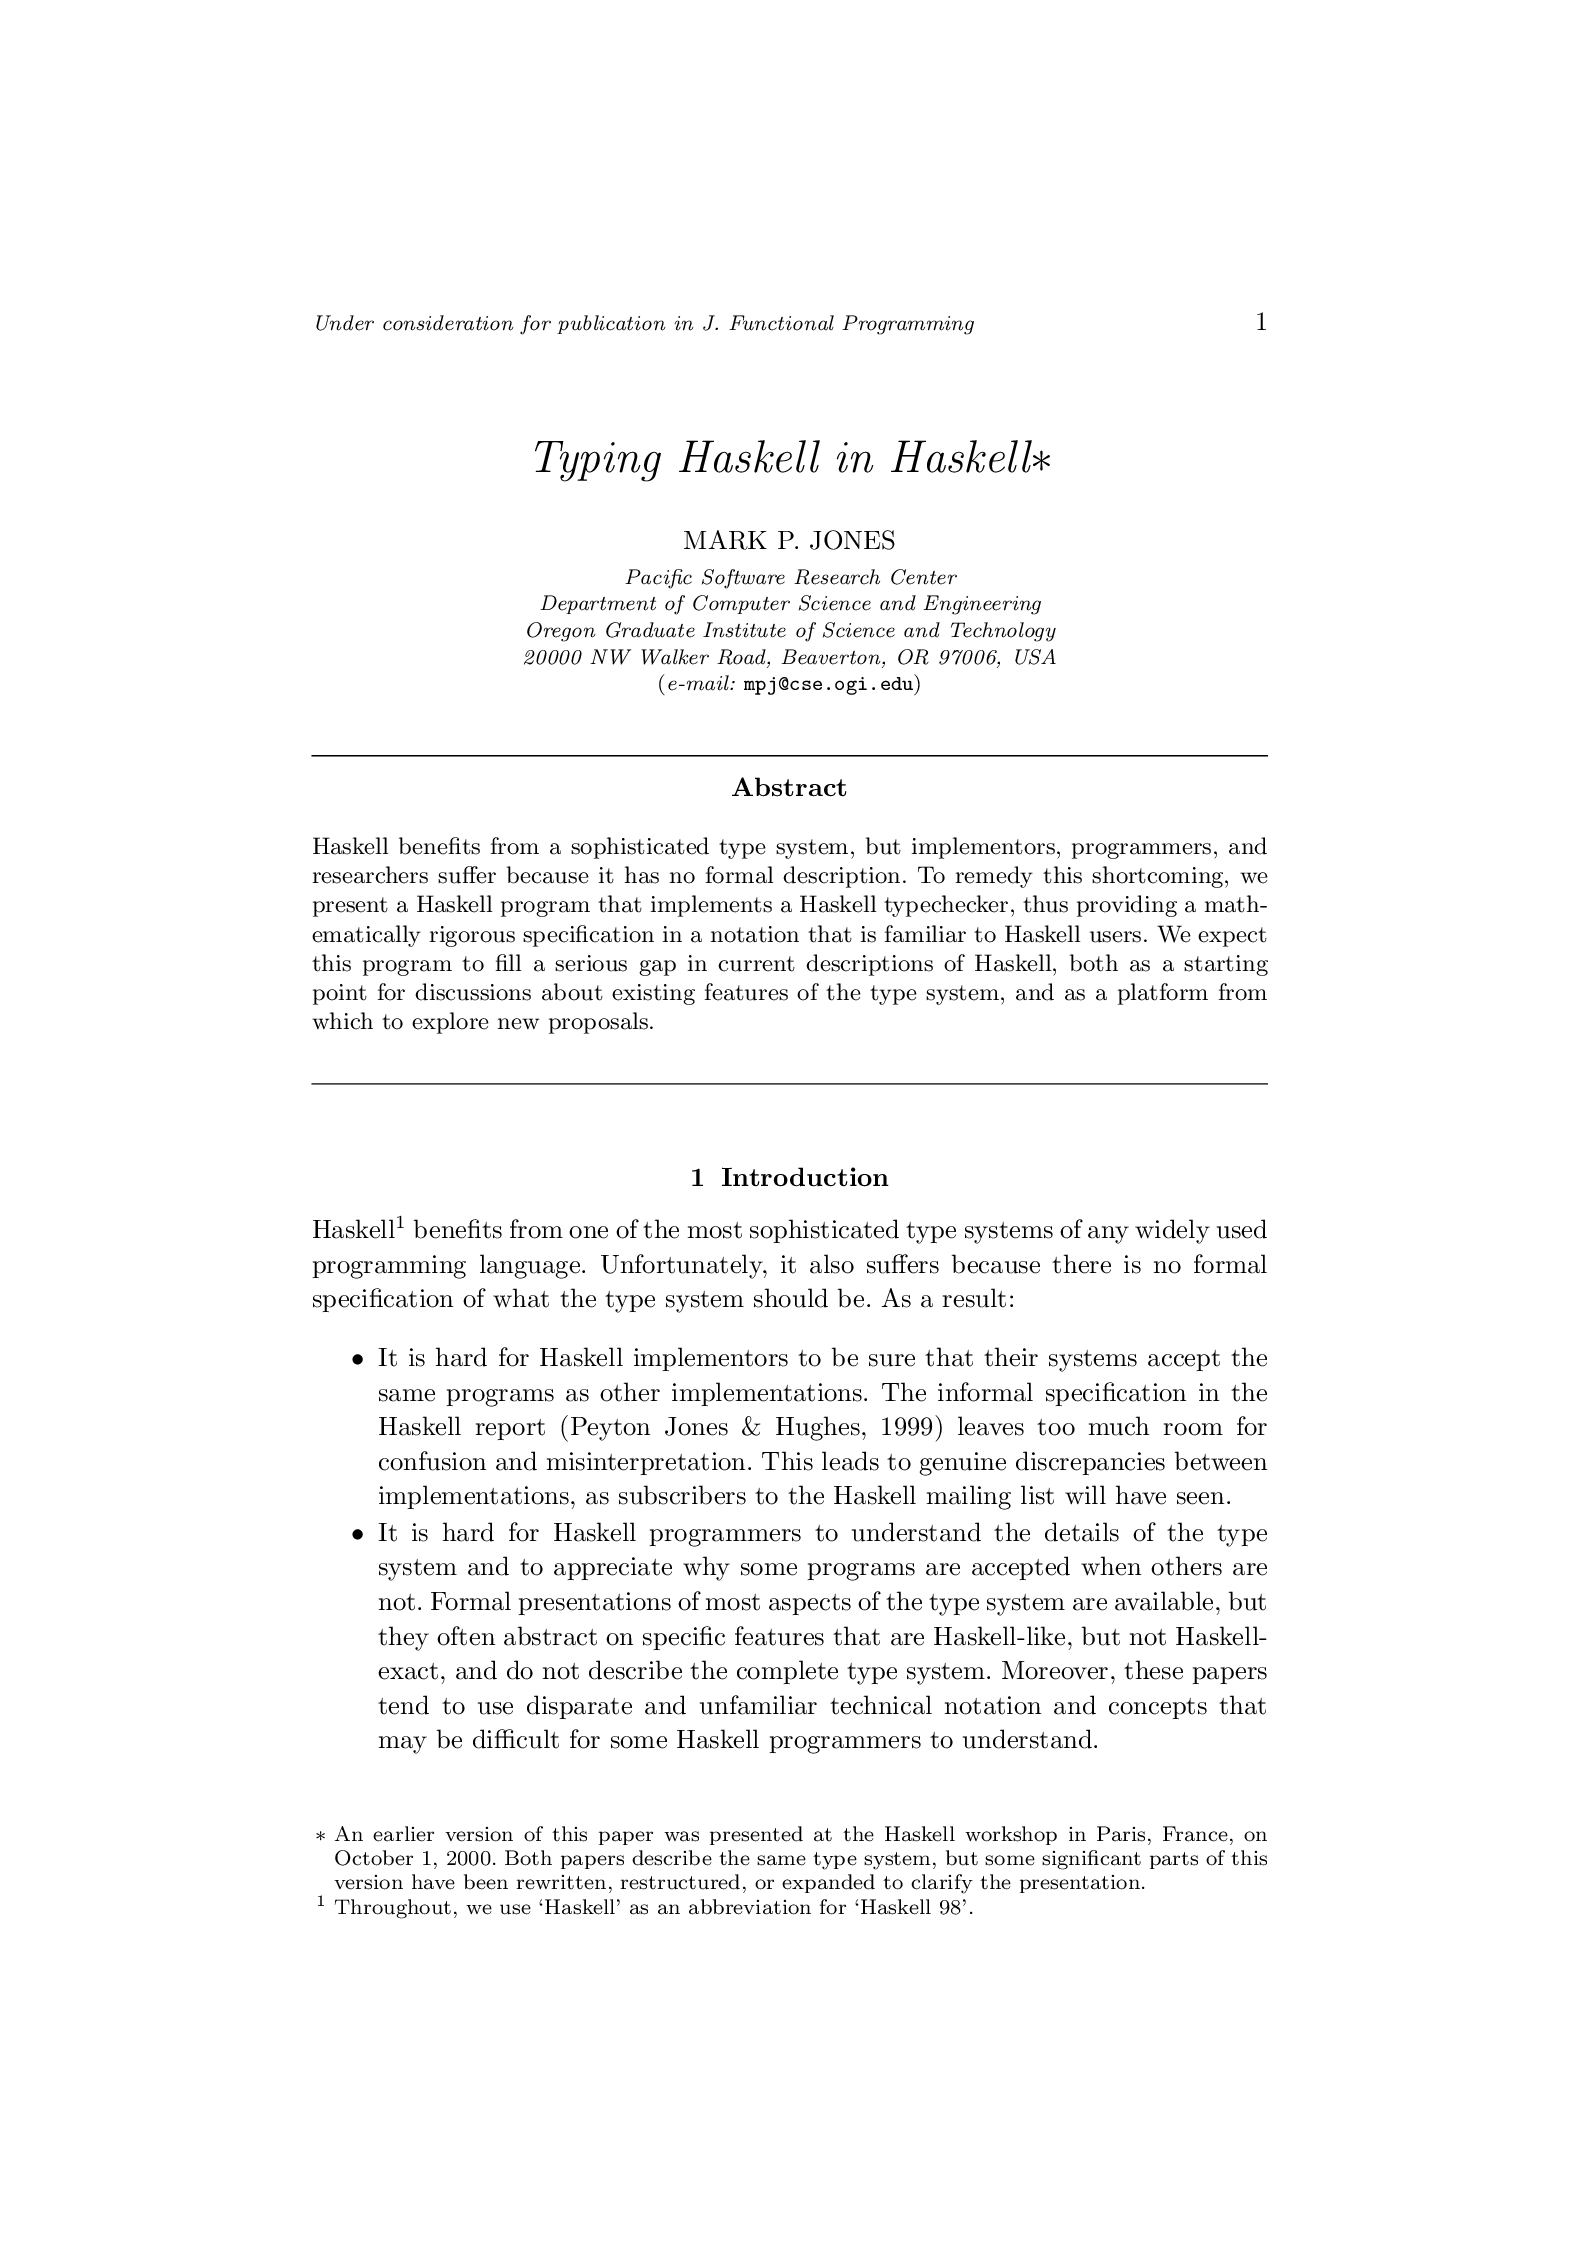 Under consideration for publication in J. Functional Programming 1
Typing Haskell in Haskell*
MARK P. JONES
Pacific Software Research Center
Department of Computer Science and Engineering
Oregon Graduate Institute of Science and Technology
20000 NW Walker Road, Beaverton, OR 97006, USA
(e-mail: mpj@cse.ogi.edu)
Abstract
Haskell benefits from a sophisticated type system, but implementors, programmers, and
researchers suffer because it has no formal description. To remedy this shortcoming, we
present a Haskell program that implements a Haskell typechecker, thus providing a math-
ematically rigorous specification in a notation that is familiar to Haskell users. We expect
this program to fill a serious gap in current descriptions of Haskell, both as a starting
point for discussions about existing features of the type system, and as a platform from
which to explore new proposals.
1 Introduction
Haskell¹ benefits from one of the most sophisticated type systems of any widely used
programming language. Unfortunately, it also suffers because there is no formal
specification of what the type system should be. As a result:
• It is hard for Haskell implementors to be sure that their systems accept the
same programs as other implementations. The informal specification in the
Haskell report (Peyton Jones & Hughes, 1999) leaves too much room for
confusion and misinterpretation. This leads to genuine discrepancies between
implementations, as subscribers to the Haskell mailing list will have seen.
• It is hard for Haskell programmers to understand the details of the type
system and to appreciate why some programs are accepted when others are
not. Formal presentations of most aspects of the type system are available, but
they often abstract on specific features that are Haskell-like, but not Haskell-
exact, and do not describe the complete type system. Moreover, these papers
tend to use disparate and unfamiliar technical notation and concepts that
may be difficult for some Haskell programmers to understand.
* An earlier version of this paper was presented at the Haskell workshop in Paris, France, on
October 1, 2000. Both papers describe the same type system, but some significant parts of this
version have been rewritten, restructured, or expanded to clarify the presentation.
¹ Throughout, we use ‘Haskell’ as an abbreviation for ‘Haskell 98’.